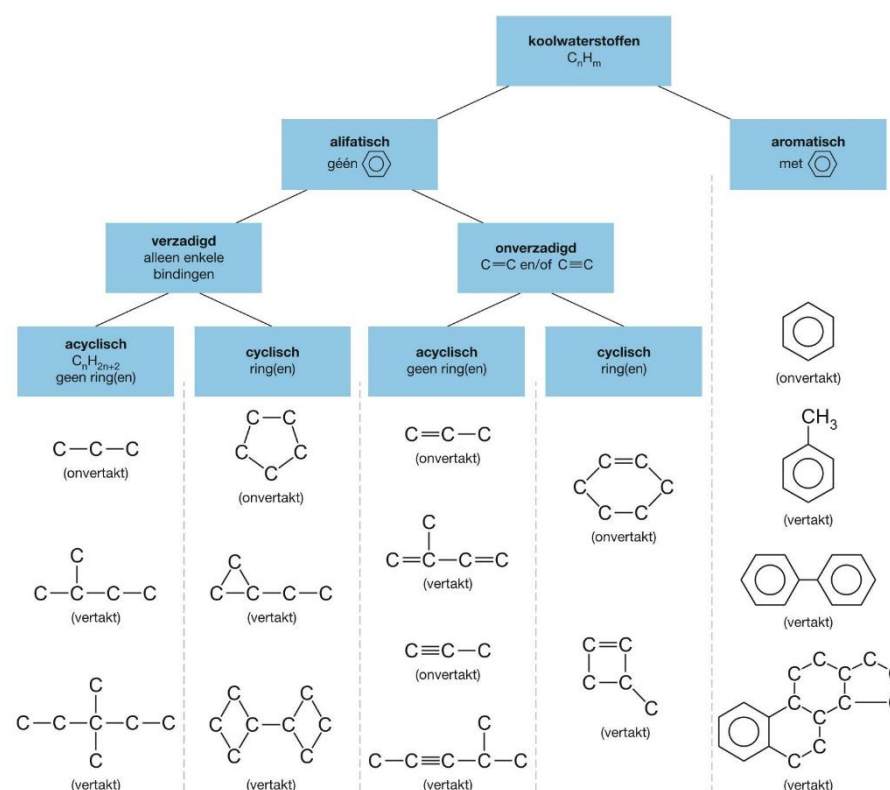 koolwaterstoffen
CₙHₘ
alifatisch
géén
aromatisch
met
verzadigd
alleen enkele
bindingen
onverzadigd
C=C en/of C≡C
acyclisch
CₙH₂ₙ₊₂
geen ring(en)
cyclisch
ring(en)
acyclisch
geen ring(en)
cyclisch
ring(en)
C–C–C
(onvertakt)
C
C–C–C–C
(vertakt)
C
C–C–C–C–C
C
(vertakt)
C C
C C
C
(onvertakt)
C
C–C–C–C
(vertakt)
C C
C C–C C
C C
(vertakt)
C=C–C
(onvertakt)
C
C=C–C=C
(vertakt)
C≡C–C
(onvertakt)
C
C–C≡C–C–C
(vertakt)
C=C
C C
C–C
(onvertakt)
C=C
C–C
C
(vertakt)
(onvertakt)
CH₃
(vertakt)
(vertakt)
C C C
C C C
C C C
C C
(vertakt)